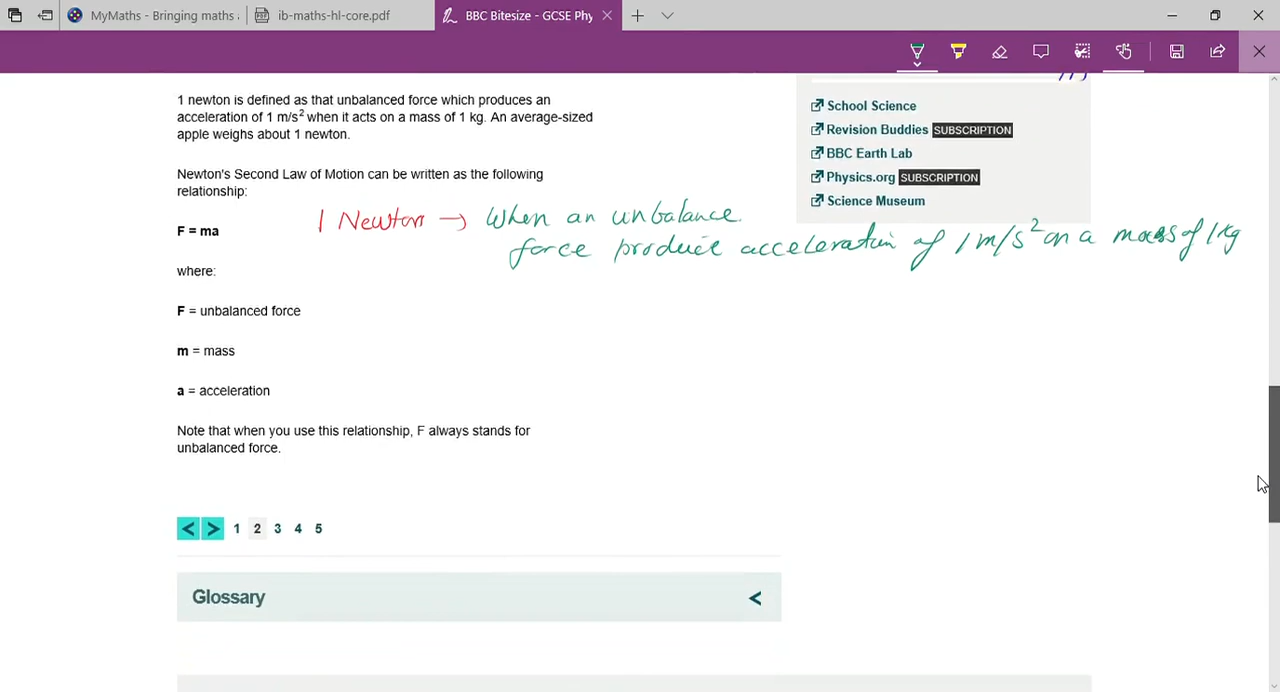 MyMaths - Bringing maths
ib-maths-hl-core.pdf
BBC Bitesize - GCSE Phy
1 newton is defined as that unbalanced force which produces an
acceleration of 1 m/s² when it acts on a mass of 1 kg. An average-sized
apple weighs about 1 newton.
Newton's Second Law of Motion can be written as the following
relationship:
F = ma
where:
F = unbalanced force
m = mass
a = acceleration
Note that when you use this relationship, F always stands for
unbalanced force.
School Science
Revision Buddies SUBSCRIPTION
BBC Earth Lab
Physics.org SUBSCRIPTION
Science Museum
1 Newton → When an unbalance.
force produce acceleration of 1 m/s² on a mass of 1 kg
< > 1 2 3 4 5
Glossary <